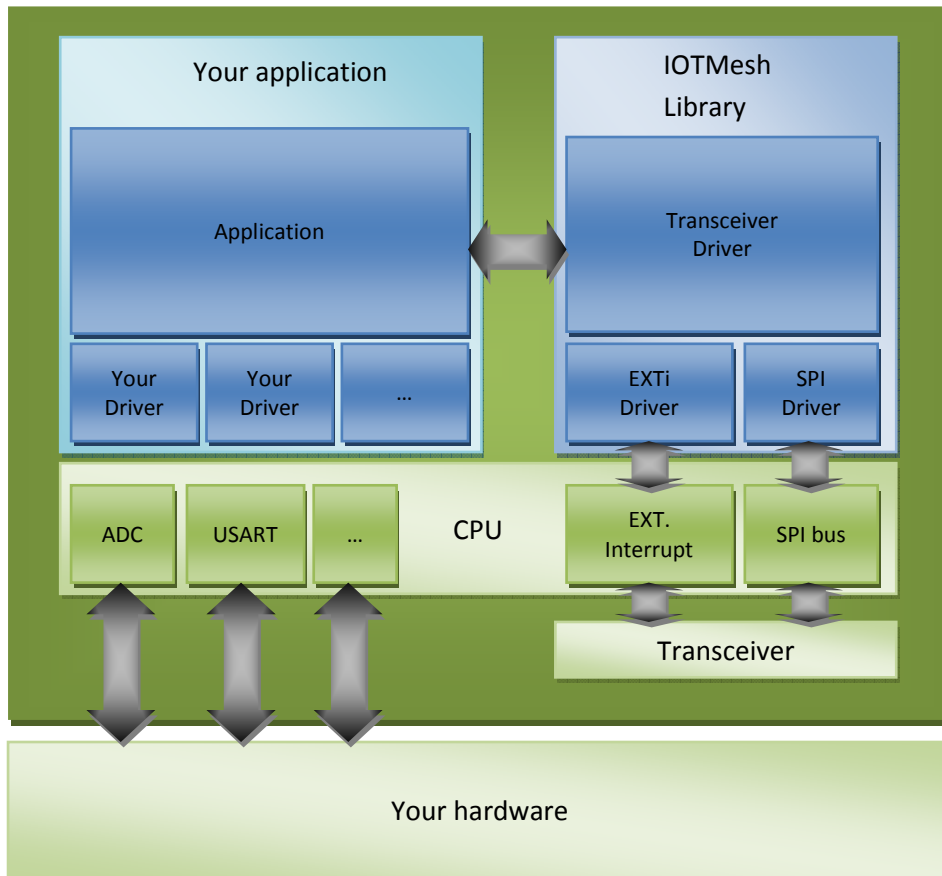 Your application
IOTMesh
Library
Application
Transceiver
Driver
Your
Driver
Your
Driver
...
EXTi
Driver
SPI
Driver
ADC
USART
...
CPU
EXT.
Interrupt
SPI bus
Transceiver
Your hardware